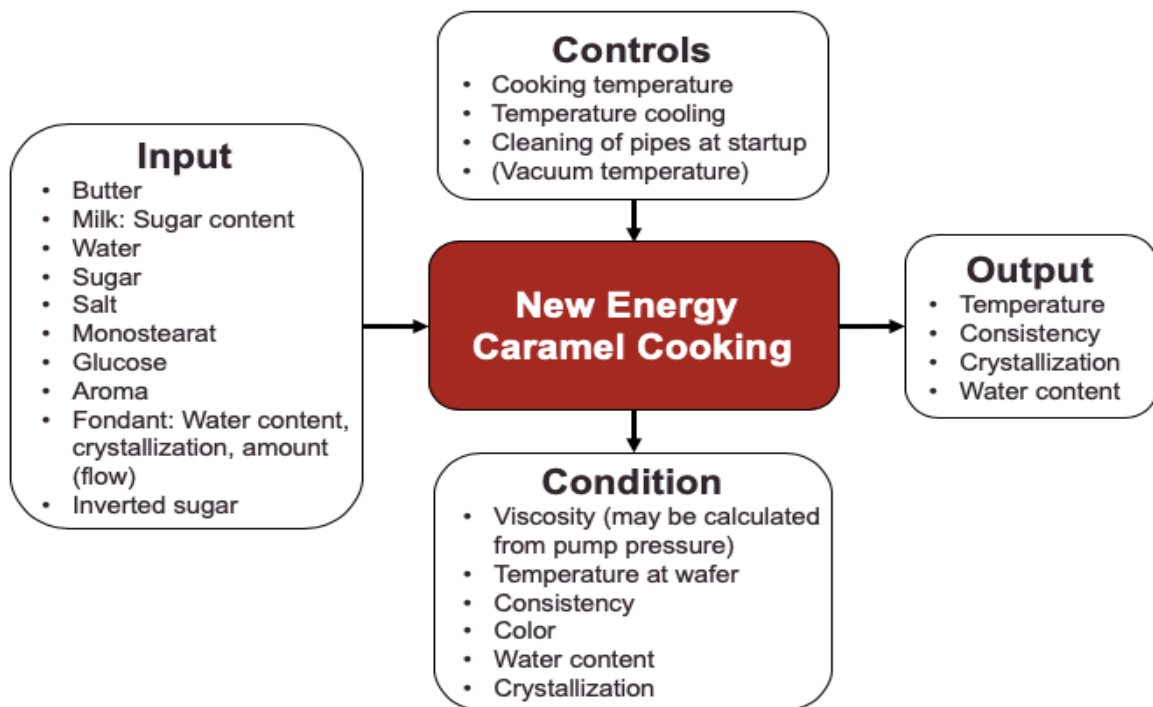 Controls
• Cooking temperature
• Temperature cooling
• Cleaning of pipes at startup
• (Vacuum temperature)
Input
• Butter
• Milk: Sugar content
• Water
• Sugar
• Salt
• Monostearat
• Glucose
• Aroma
• Fondant: Water content,
crystallization, amount
(flow)
• Inverted sugar
New Energy
Caramel Cooking
Output
• Temperature
• Consistency
• Crystallization
• Water content
Condition
• Viscosity (may be calculated
from pump pressure)
• Temperature at wafer
• Consistency
• Color
• Water content
• Crystallization